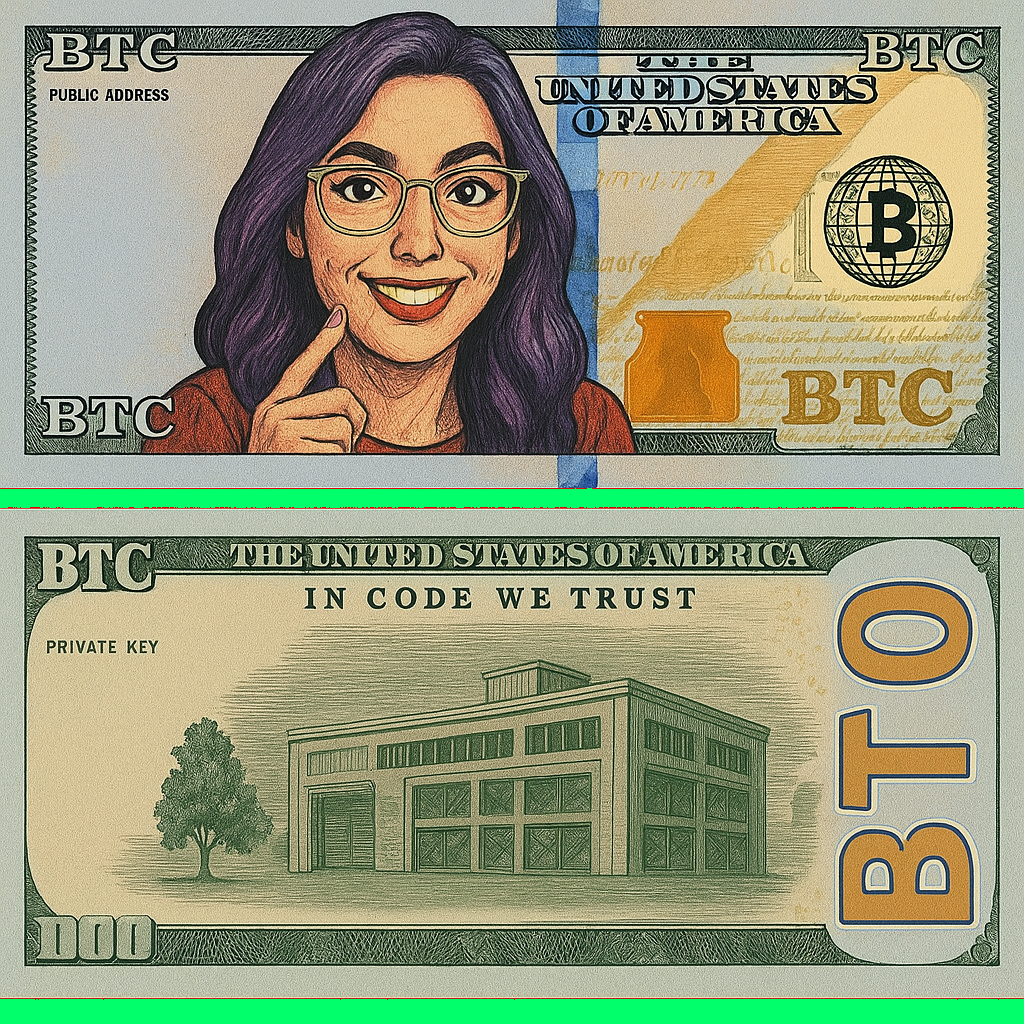 BTC
BTC
PUBLIC ADDRESS
THE
UNITED STATES
OF AMERICA
B
BTC
BTC
BTC
THE UNITED STATES OF AMERICA
IN CODE WE TRUST
PRIVATE KEY
BTO
DOO